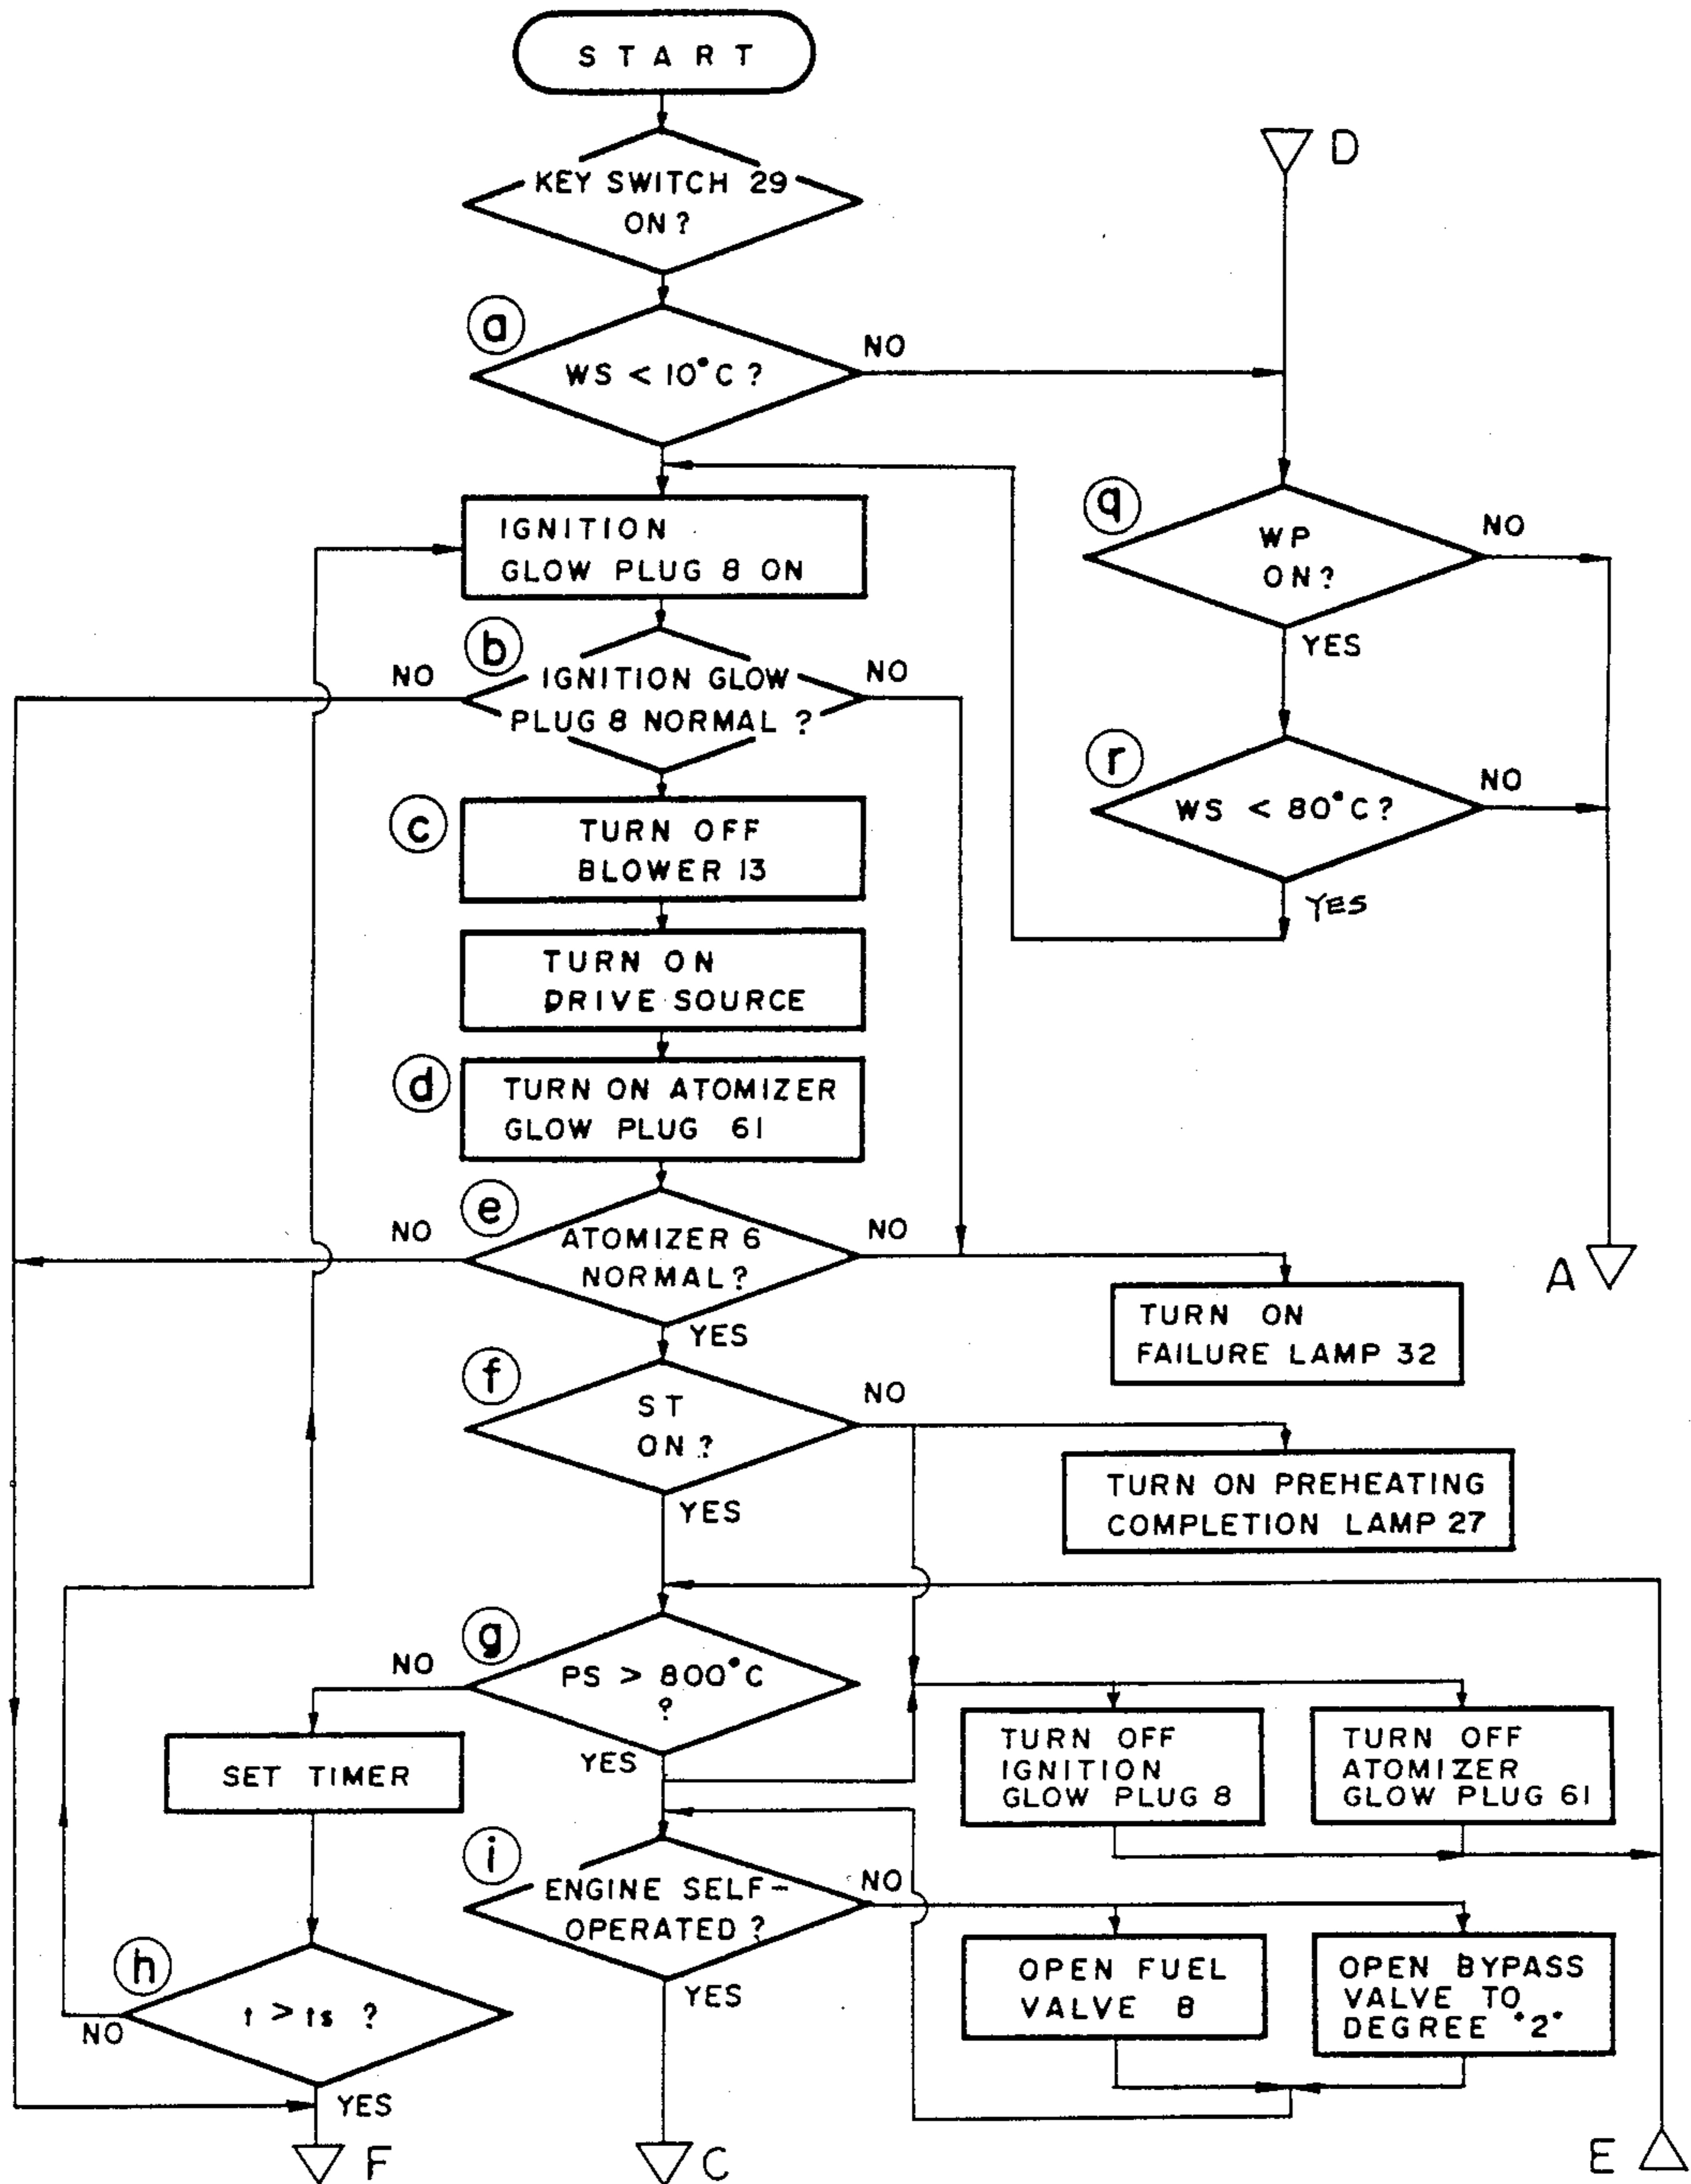 START
KEY SWITCH 29
ON?
D
a
WS < 10°C?
NO
IGNITION
GLOW PLUG 8 ON
q
WP
ON?
NO
YES
b
NO
IGNITION GLOW
PLUG 8 NORMAL ?
NO
r
WS < 80°C?
NO
YES
c
TURN OFF
BLOWER 13
TURN ON
DRIVE SOURCE
d
TURN ON ATOMIZER
GLOW PLUG 61
e
NO
ATOMIZER 6
NORMAL?
NO
YES
A
TURN ON
FAILURE LAMP 32
f
ST
ON ?
NO
YES
TURN ON PREHEATING
COMPLETION LAMP 27
g
NO
PS > 800°C
?
YES
SET TIMER
TURN OFF
IGNITION
GLOW PLUG 8
TURN OFF
ATOMIZER
GLOW PLUG 61
i
ENGINE SELF-
OPERATED ?
NO
YES
OPEN FUEL
VALVE 8
OPEN BYPASS
VALVE TO
DEGREE "2"
h
t > ts ?
NO
YES
F
C
E